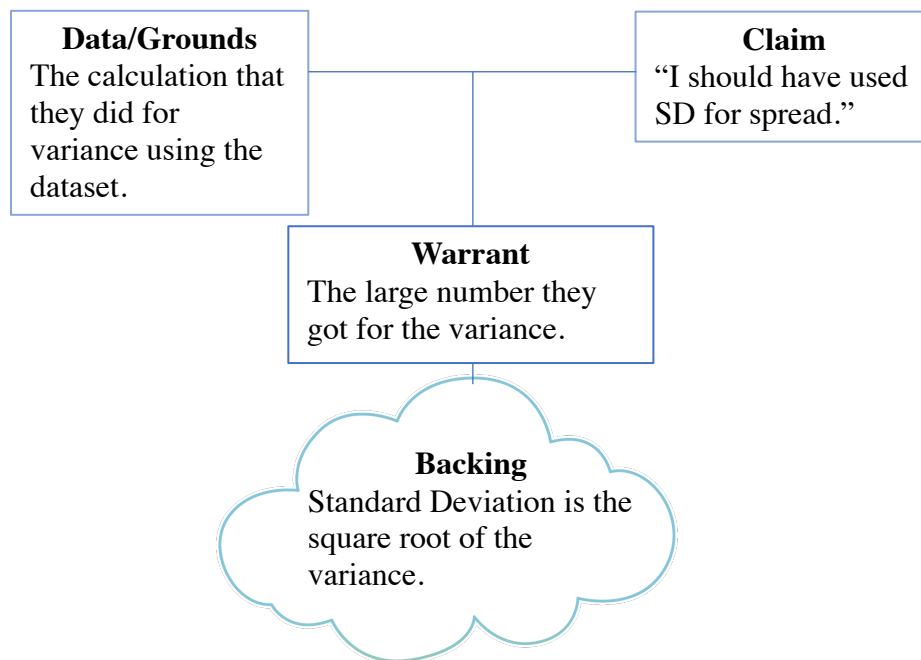 Data/Grounds
The calculation that
they did for
variance using the
dataset.
Claim
“I should have used
SD for spread.”
Warrant
The large number they
got for the variance.
Backing
Standard Deviation is the
square root of the
variance.